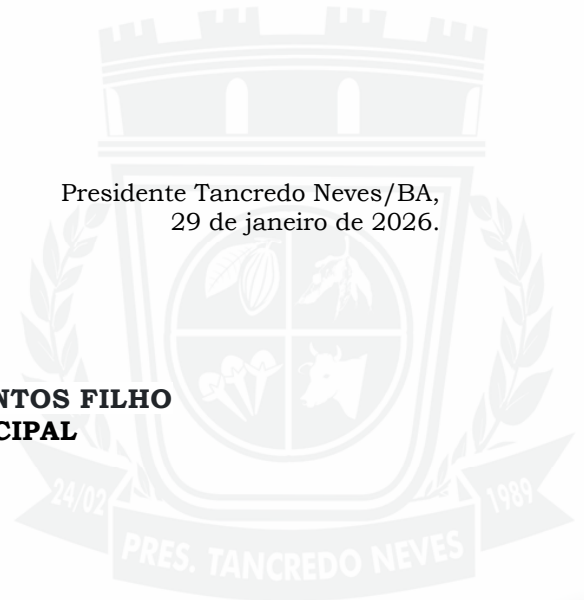 Presidente Tancredo Neves/BA,
29 de janeiro de 2026.
NTOS FILHO
CIPAL
24/02
1989
PRES. TANCREDO NEVES